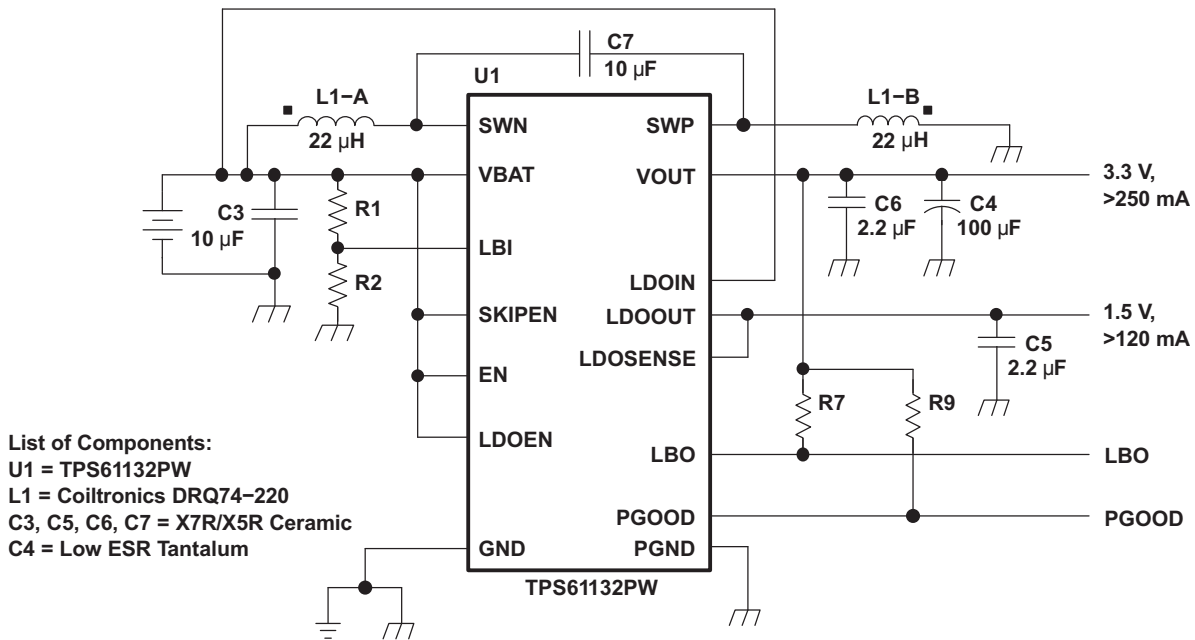 C7
10 µF
U1
L1−A
22 µH
SWN
SWP
L1−B
22 µH
VBAT
VOUT
3.3 V,
>250 mA
C3
10 µF
R1
C6
2.2 µF
C4
100 µF
LBI
R2
LDOIN
SKIPEN
LDOOUT
1.5 V,
>120 mA
LDOSENSE
C5
2.2 µF
EN
R7
R9
LDOEN
LBO
LBO
List of Components:
U1 = TPS61132PW
L1 = Coiltronics DRQ74−220
C3, C5, C6, C7 = X7R/X5R Ceramic
C4 = Low ESR Tantalum
PGOOD
PGOOD
GND
PGND
TPS61132PW